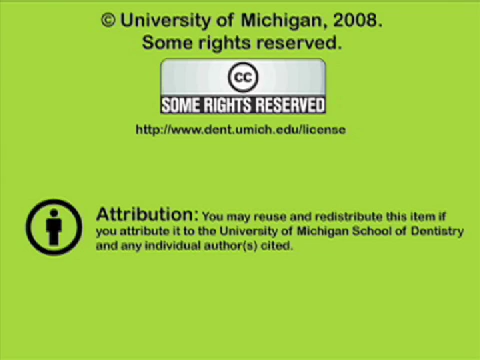 © University of Michigan, 2008.
Some rights reserved.
cc
SOME RIGHTS RESERVED
http://www.dent.umich.edu/license
Attribution: You may reuse and redistribute this item if
you attribute it to the University of Michigan School of Dentistry
and any individual author(s) cited.